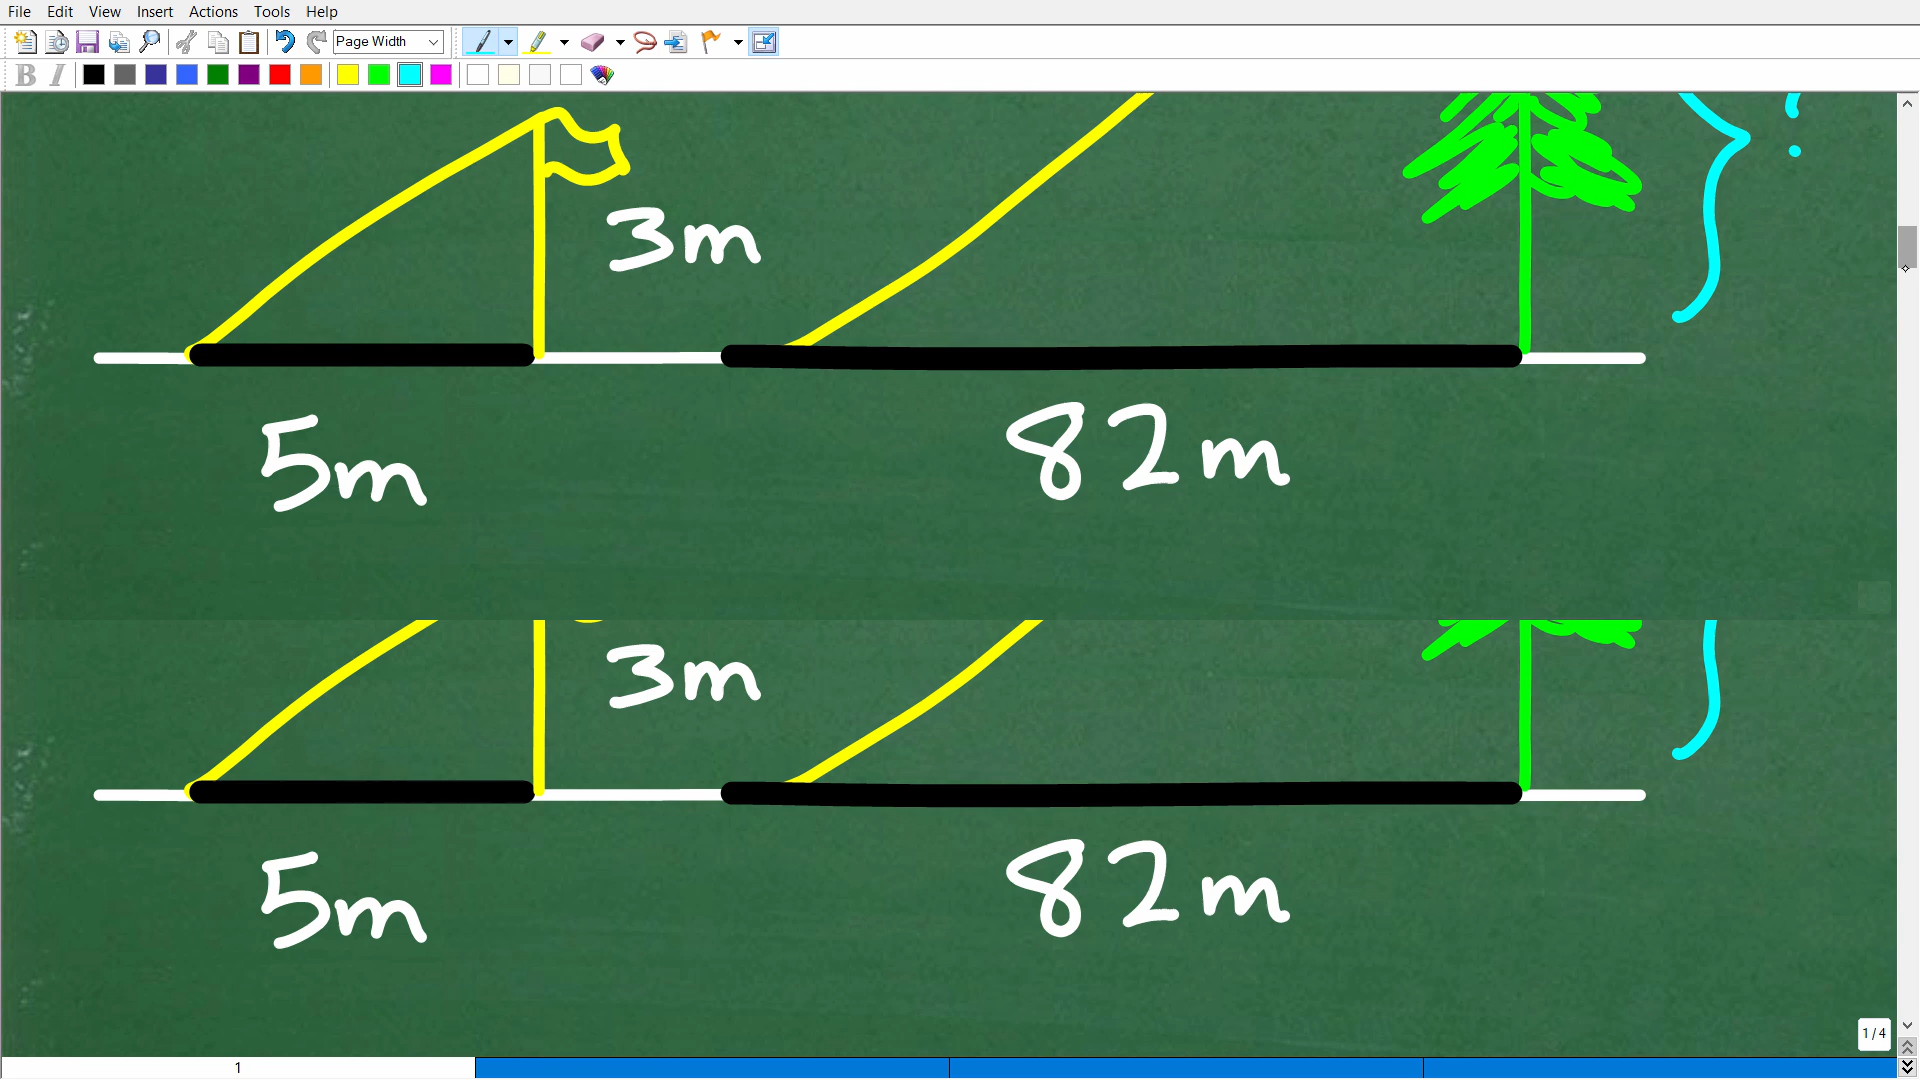 File Edit View Insert Actions Tools Help
Page Width
B I
3m
?
5m
82m
3m
5m
82m
1 / 4
1